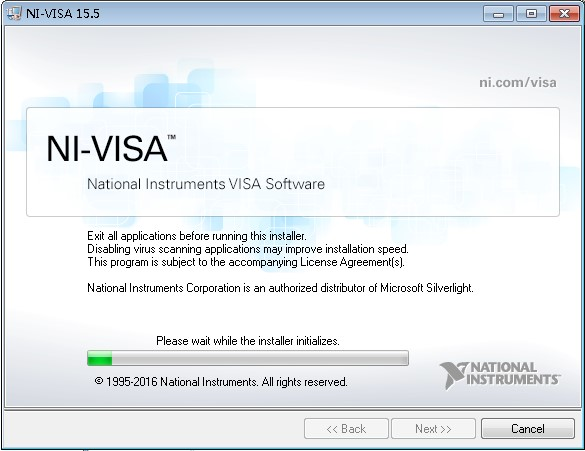 NI-VISA 15.5
ni.com/visa
NI-VISA™
National Instruments VISA Software
Exit all applications before running this installer.
Disabling virus scanning applications may improve installation speed.
This program is subject to the accompanying License Agreement(s).
National Instruments Corporation is an authorized distributor of Microsoft Silverlight.
Please wait while the installer initializes.
© 1995-2016 National Instruments. All rights reserved.
NATIONAL
INSTRUMENTS™
<< Back
Next >>
Cancel